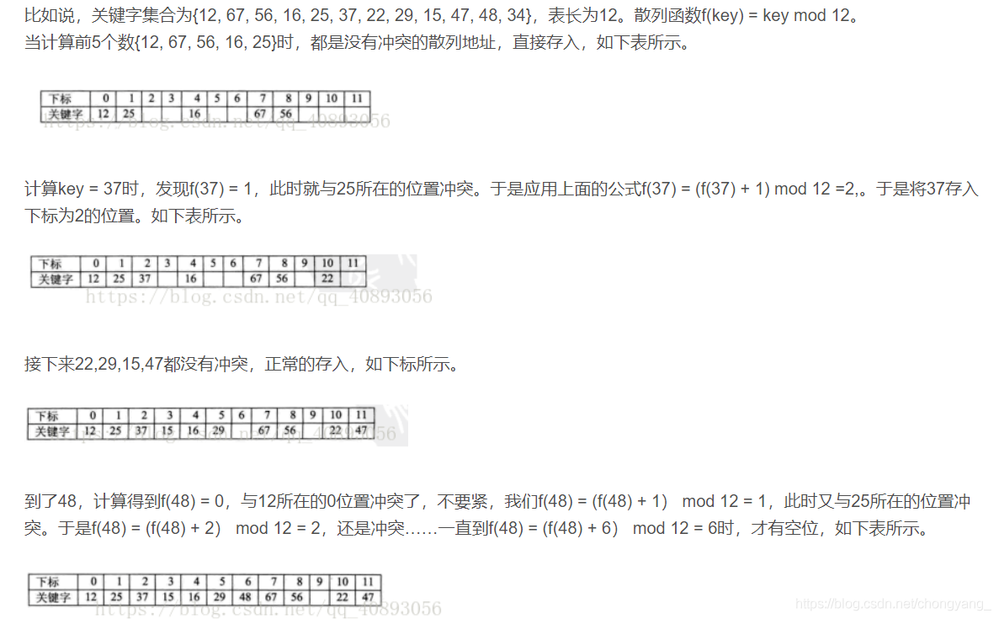 比如说，关键字集合为{12, 67, 56, 16, 25, 37, 22, 29, 15, 47, 48, 34}，表长为12。散列函数f(key) = key mod 12。
当计算前5个数{12, 67, 56, 16, 25}时，都是没有冲突的散列地址，直接存入，如下表所示。
下标 0 1 2 3 4 5 6 7 8 9 10 11
关键字 12 25 16 67 56
https://blog.csdn.net/qq_40893056
计算key = 37时，发现f(37) = 1，此时就与25所在的位置冲突。于是应用上面的公式f(37) = (f(37) + 1) mod 12 =2,。于是将37存入
下标为2的位置。如下表所示。
下标 0 1 2 3 4 5 6 7 8 9 10 11
关键字 12 25 37 16 67 56 22
https://blog.csdn.net/qq_40893056
接下来22,29,15,47都没有冲突，正常的存入，如下标所示。
下标 0 1 2 3 4 5 6 7 8 9 10 11
关键字 12 25 37 15 16 29 67 56 22 47
https://blog.csdn.net/qq_40893056
到了48，计算得到f(48) = 0，与12所在的0位置冲突了，不要紧，我们f(48) = (f(48) + 1） mod 12 = 1，此时又与25所在的位置冲
突。于是f(48) = (f(48) + 2） mod 12 = 2，还是冲突……一直到f(48) = (f(48) + 6） mod 12 = 6时，才有空位，如下表所示。
下标 0 1 2 3 4 5 6 7 8 9 10 11
关键字 12 25 37 15 16 29 48 67 56 22 47
https://blog.csdn.net/qq_40893056
https://blog.csdn.net/chongyang_